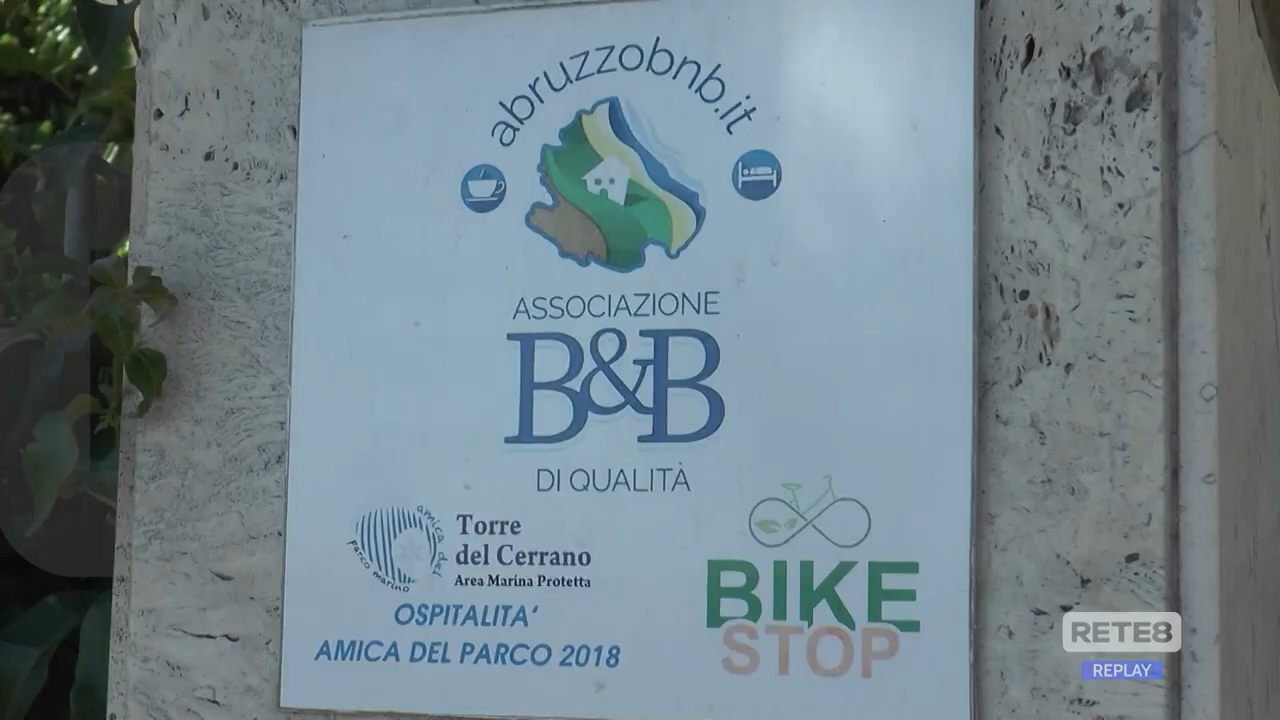 abruzzobnb.it
ASSOCIAZIONE
B&B
DI QUALITÀ
amica del
parco marino
Torre
del Cerrano
Area Marina Protetta
OSPITALITA'
AMICA DEL PARCO 2018
BIKE
STOP
RETE8
REPLAY